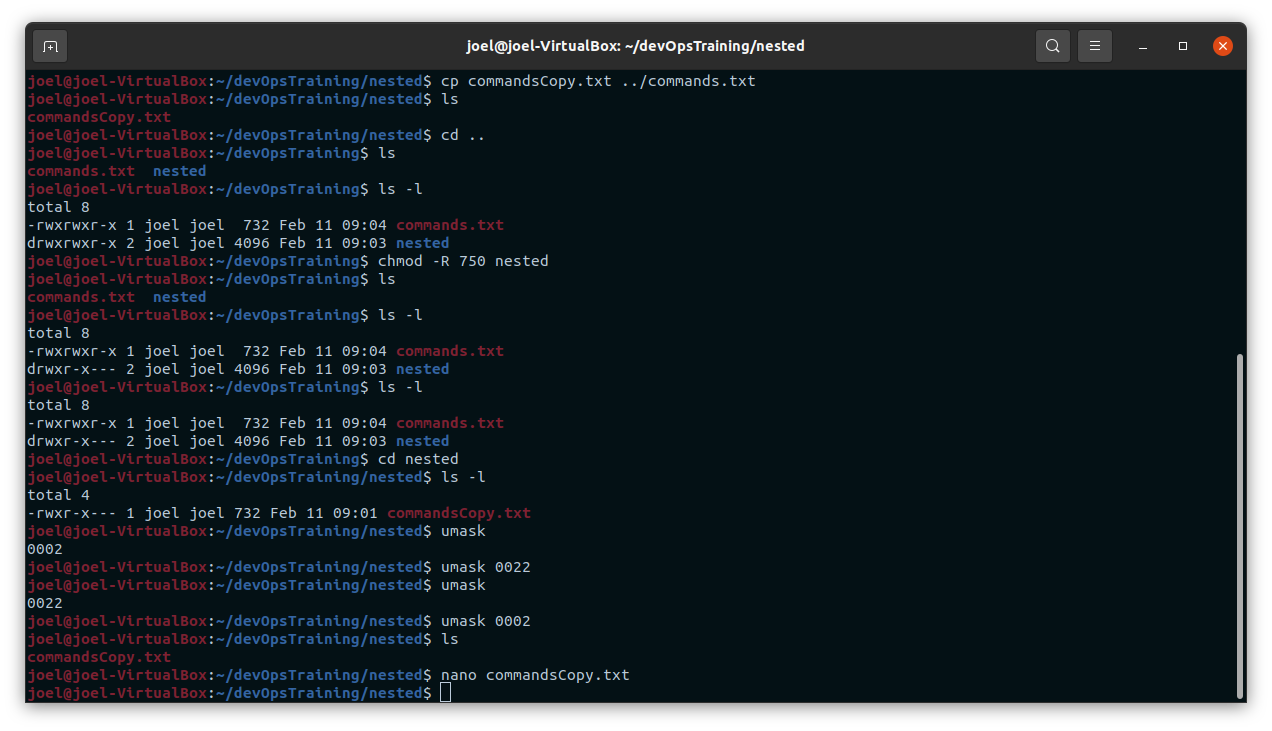 joel@joel-VirtualBox: ~/devOpsTraining/nested
joel@joel-VirtualBox:~/devOpsTraining/nested$ cp commandsCopy.txt ../commands.txt
joel@joel-VirtualBox:~/devOpsTraining/nested$ ls
commandsCopy.txt
joel@joel-VirtualBox:~/devOpsTraining/nested$ cd ..
joel@joel-VirtualBox:~/devOpsTraining$ ls
commands.txt  nested
joel@joel-VirtualBox:~/devOpsTraining$ ls -l
total 8
-rwxrwxr-x 1 joel joel  732 Feb 11 09:04 commands.txt
drwxrwxr-x 2 joel joel 4096 Feb 11 09:03 nested
joel@joel-VirtualBox:~/devOpsTraining$ chmod -R 750 nested
joel@joel-VirtualBox:~/devOpsTraining$ ls
commands.txt  nested
joel@joel-VirtualBox:~/devOpsTraining$ ls -l
total 8
-rwxrwxr-x 1 joel joel  732 Feb 11 09:04 commands.txt
drwxr-x--- 2 joel joel 4096 Feb 11 09:03 nested
joel@joel-VirtualBox:~/devOpsTraining$ ls -l
total 8
-rwxrwxr-x 1 joel joel  732 Feb 11 09:04 commands.txt
drwxr-x--- 2 joel joel 4096 Feb 11 09:03 nested
joel@joel-VirtualBox:~/devOpsTraining$ cd nested
joel@joel-VirtualBox:~/devOpsTraining/nested$ ls -l
total 4
-rwxr-x--- 1 joel joel 732 Feb 11 09:01 commandsCopy.txt
joel@joel-VirtualBox:~/devOpsTraining/nested$ umask
0002
joel@joel-VirtualBox:~/devOpsTraining/nested$ umask 0022
joel@joel-VirtualBox:~/devOpsTraining/nested$ umask
0022
joel@joel-VirtualBox:~/devOpsTraining/nested$ umask 0002
joel@joel-VirtualBox:~/devOpsTraining/nested$ ls
commandsCopy.txt
joel@joel-VirtualBox:~/devOpsTraining/nested$ nano commandsCopy.txt
joel@joel-VirtualBox:~/devOpsTraining/nested$